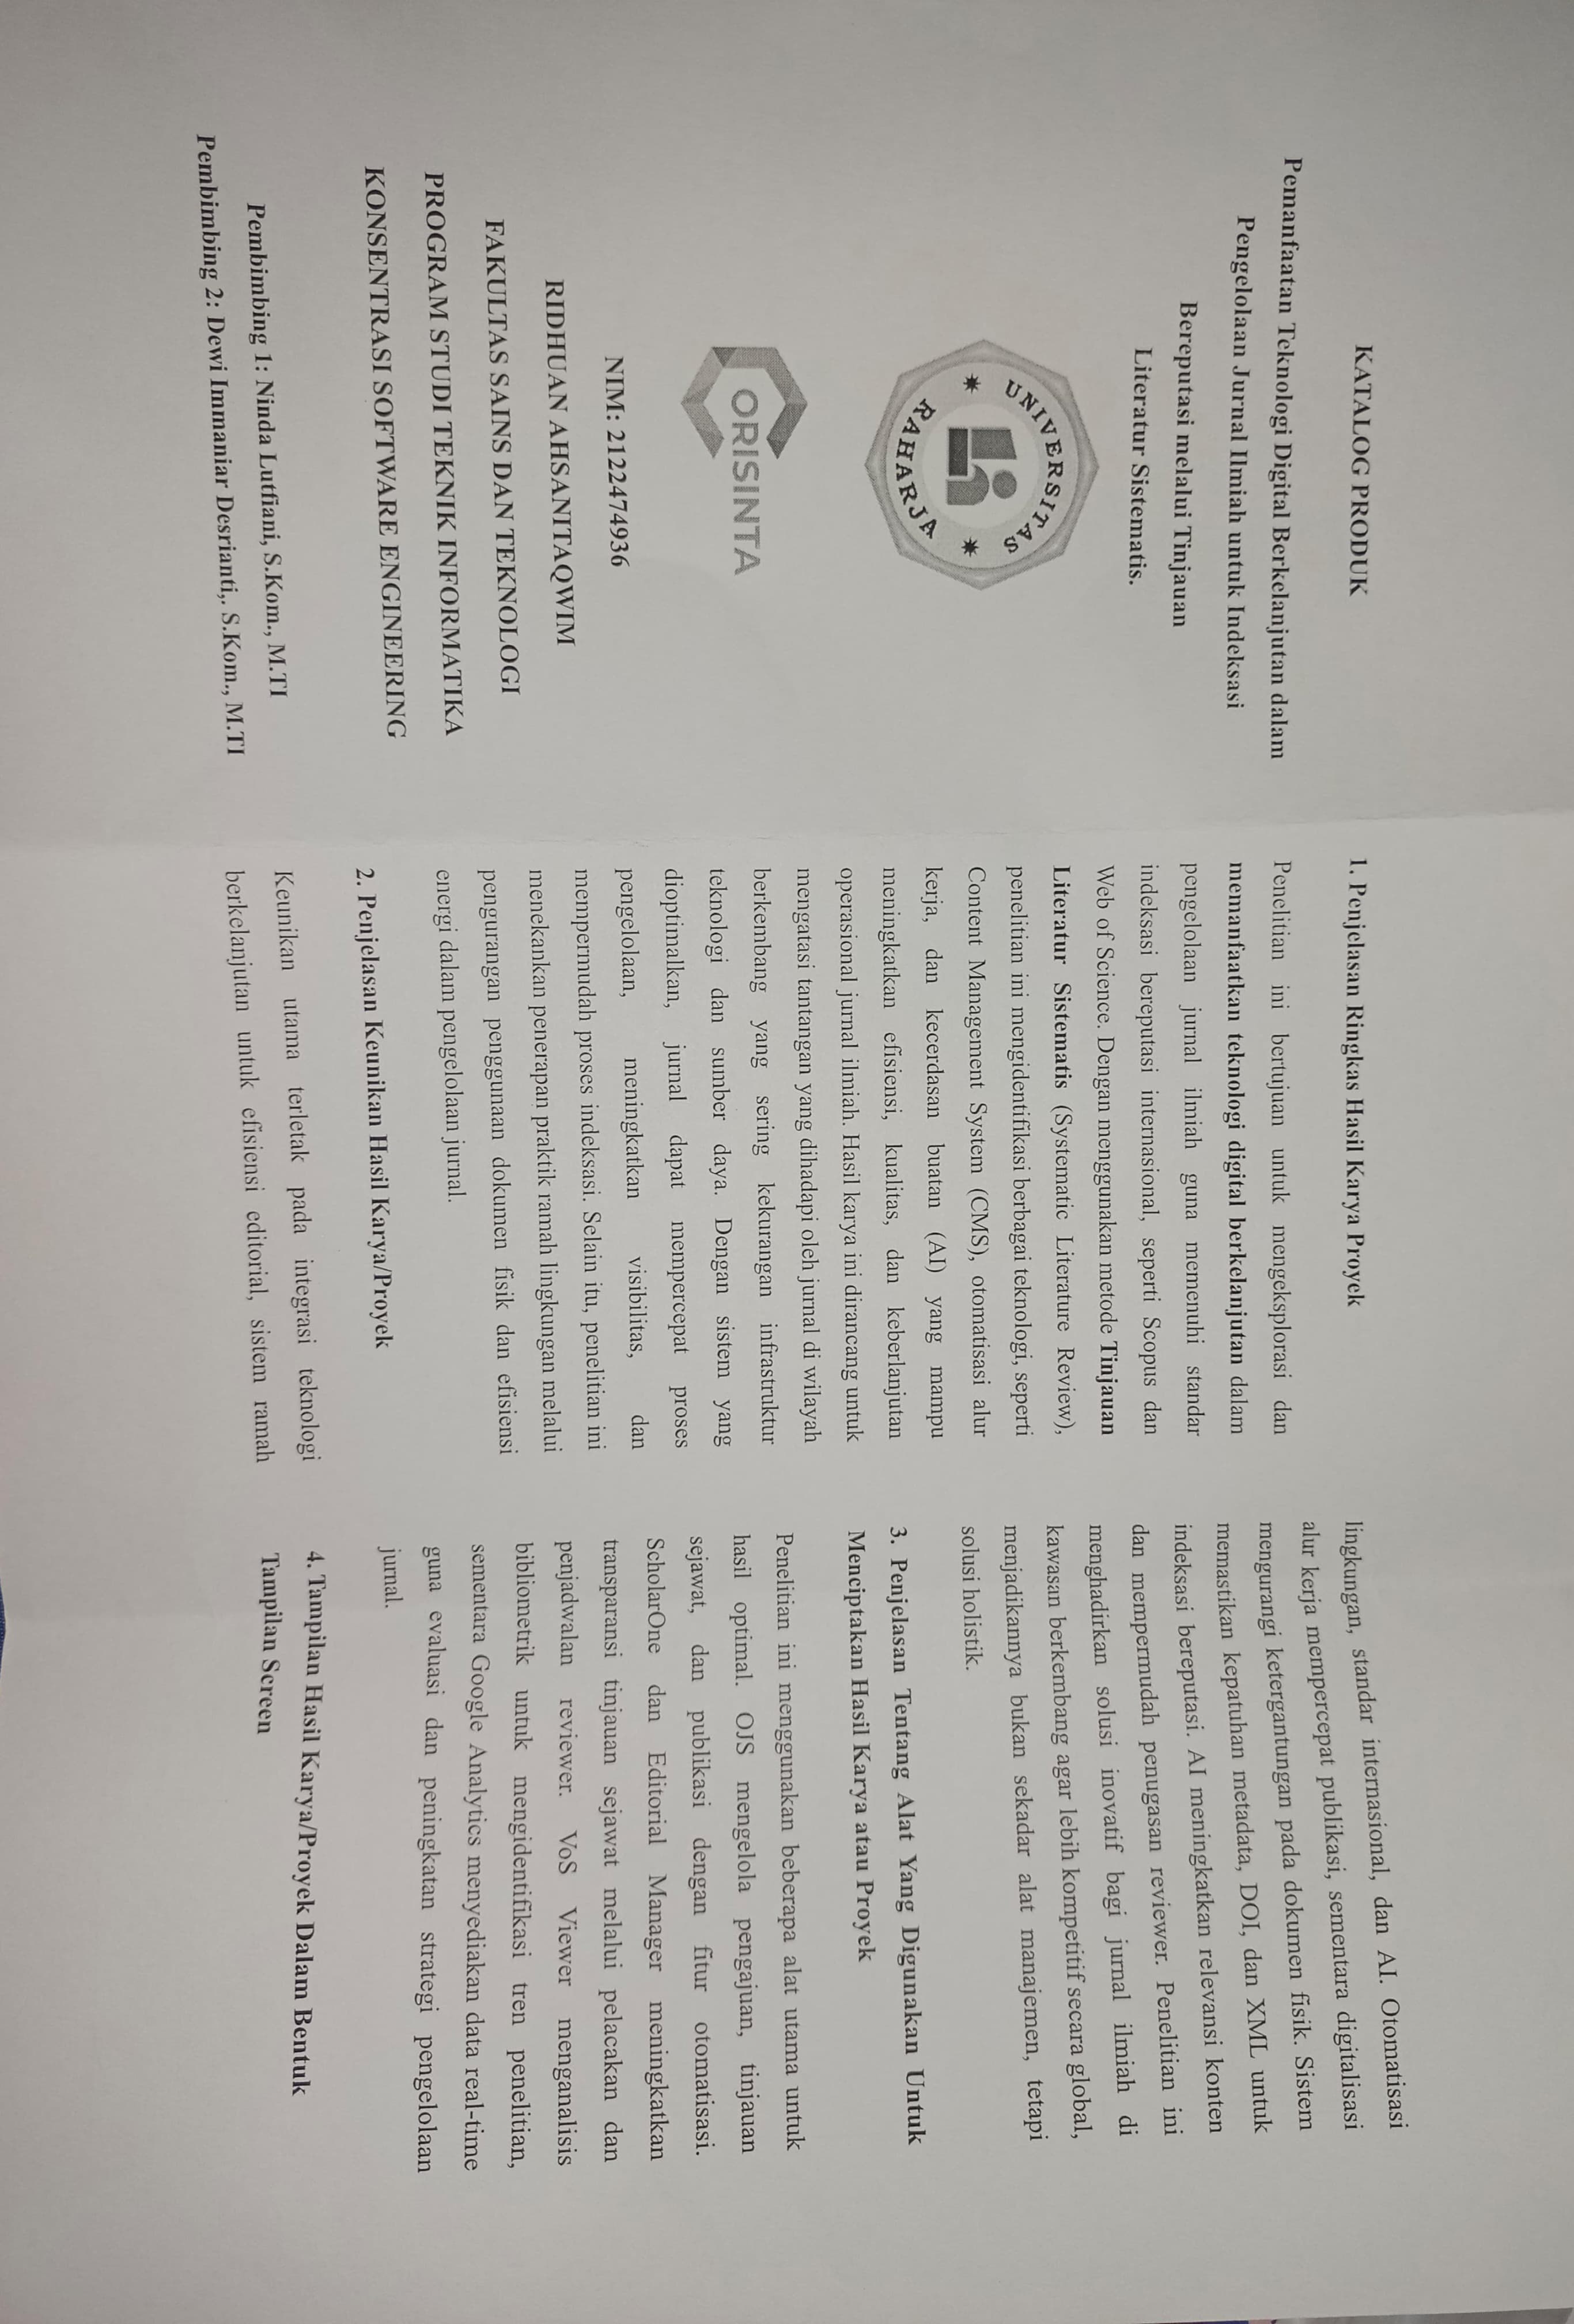 KATALOG PRODUK
Pemanfaatan Teknologi Digital Berkelanjutan dalam
Pengelolaan Jurnal Ilmiah untuk Indeksasi
Bereputasi melalui Tinjauan
Literatur Sistematis.
UNIVERSITAS
RAHARJA
ORISINTA
NIM: 2122474936
RIDHUAN AHSANITAQWIM
FAKULTAS SAINS DAN TEKNOLOGI
PROGRAM STUDI TEKNIK INFORMATIKA
KONSENTRASI SOFTWARE ENGINEERING
Pembimbing 1: Ninda Lutfiani, S.Kom., M.TI
Pembimbing 2: Dewi Immaniar Desrianti,. S.Kom., M.TI
1. Penjelasan Ringkas Hasil Karya Proyek
Penelitian ini bertujuan untuk mengeksplorasi dan
memanfaatkan teknologi digital berkelanjutan dalam
pengelolaan jurnal ilmiah guna memenuhi standar
indeksasi bereputasi internasional, seperti Scopus dan
Web of Science. Dengan menggunakan metode Tinjauan
Literatur Sistematis (Systematic Literature Review),
penelitian ini mengidentifikasi berbagai teknologi, seperti
Content Management System (CMS), otomatisasi alur
kerja, dan kecerdasan buatan (AI) yang mampu
meningkatkan efisiensi, kualitas, dan keberlanjutan
operasional jurnal ilmiah. Hasil karya ini dirancang untuk
mengatasi tantangan yang dihadapi oleh jurnal di wilayah
berkembang yang sering kekurangan infrastruktur
teknologi dan sumber daya. Dengan sistem yang
dioptimalkan, jurnal dapat mempercepat proses
pengelolaan, meningkatkan visibilitas, dan
mempermudah proses indeksasi. Selain itu, penelitian ini
menekankan penerapan praktik ramah lingkungan melalui
pengurangan penggunaan dokumen fisik dan efisiensi
energi dalam pengelolaan jurnal.
2. Penjelasan Keunikan Hasil Karya/Proyek
Keunikan utama terletak pada integrasi teknologi
berkelanjutan untuk efisiensi editorial, sistem ramah
lingkungan, standar internasional, dan AI. Otomatisasi
alur kerja mempercepat publikasi, sementara digitalisasi
mengurangi ketergantungan pada dokumen fisik. Sistem
memastikan kepatuhan metadata, DOI, dan XML untuk
indeksasi bereputasi. AI meningkatkan relevansi konten
dan mempermudah penugasan reviewer. Penelitian ini
menghadirkan solusi inovatif bagi jurnal ilmiah di
kawasan berkembang agar lebih kompetitif secara global,
menjadikannya bukan sekadar alat manajemen, tetapi
solusi holistik.
3. Penjelasan Tentang Alat Yang Digunakan Untuk
Menciptakan Hasil Karya atau Proyek
Penelitian ini menggunakan beberapa alat utama untuk
hasil optimal. OJS mengelola pengajuan, tinjauan
sejawat, dan publikasi dengan fitur otomatisasi.
ScholarOne dan Editorial Manager meningkatkan
transparansi tinjauan sejawat melalui pelacakan dan
penjadwalan reviewer. VoS Viewer menganalisis
bibliometrik untuk mengidentifikasi tren penelitian,
sementara Google Analytics menyediakan data real-time
guna evaluasi dan peningkatan strategi pengelolaan
jurnal.
4. Tampilan Hasil Karya/Proyek Dalam Bentuk
Tampilan Screen